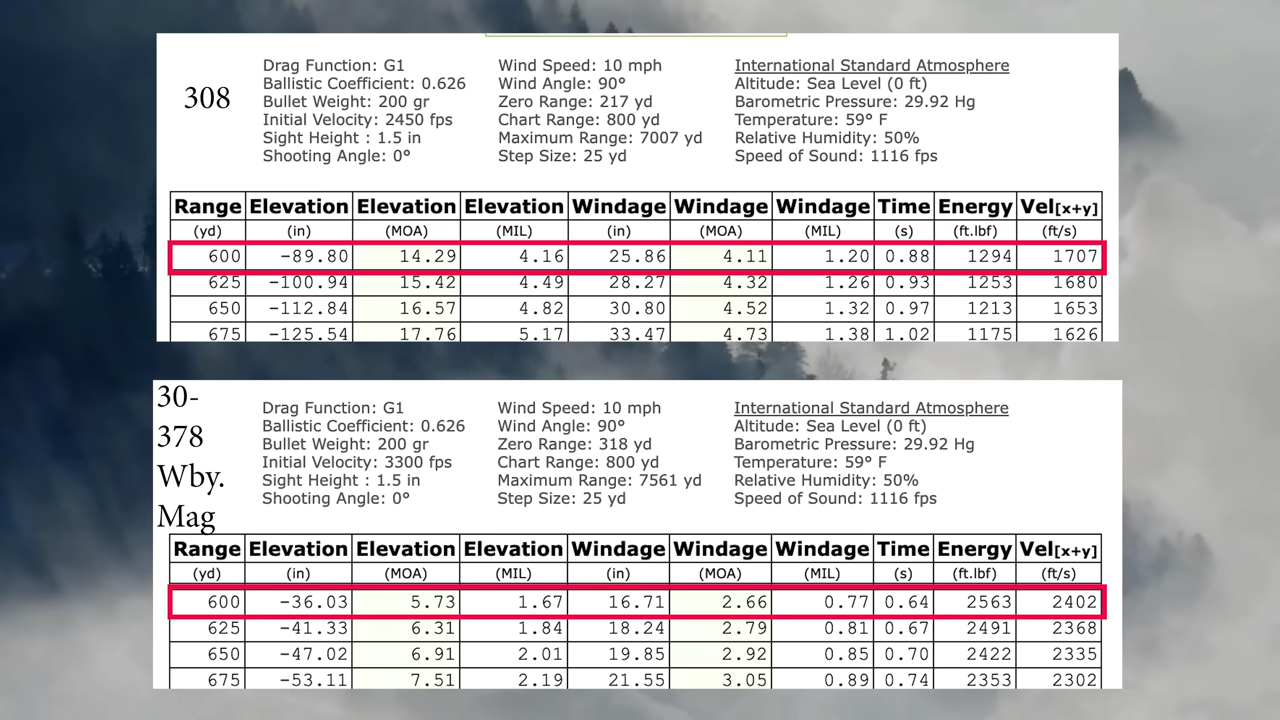 308
Drag Function: G1
Ballistic Coefficient: 0.626
Bullet Weight: 200 gr
Initial Velocity: 2450 fps
Sight Height : 1.5 in
Shooting Angle: 0°
Wind Speed: 10 mph
Wind Angle: 90°
Zero Range: 217 yd
Chart Range: 800 yd
Maximum Range: 7007 yd
Step Size: 25 yd
International Standard Atmosphere
Altitude: Sea Level (0 ft)
Barometric Pressure: 29.92 Hg
Temperature: 59° F
Relative Humidity: 50%
Speed of Sound: 1116 fps
Range Elevation Elevation Elevation Windage Windage Windage Time Energy Vel[x+y]
(yd) (in) (MOA) (MIL) (in) (MOA) (MIL) (s) (ft.lbf) (ft/s)
600 -89.80 14.29 4.16 25.86 4.11 1.20 0.88 1294 1707
625 -100.94 15.42 4.49 28.27 4.32 1.26 0.93 1253 1680
650 -112.84 16.57 4.82 30.80 4.52 1.32 0.97 1213 1653
675 -125.54 17.76 5.17 33.47 4.73 1.38 1.02 1175 1626
30-
378
Wby.
Mag
Drag Function: G1
Ballistic Coefficient: 0.626
Bullet Weight: 200 gr
Initial Velocity: 3300 fps
Sight Height : 1.5 in
Shooting Angle: 0°
Wind Speed: 10 mph
Wind Angle: 90°
Zero Range: 318 yd
Chart Range: 800 yd
Maximum Range: 7561 yd
Step Size: 25 yd
International Standard Atmosphere
Altitude: Sea Level (0 ft)
Barometric Pressure: 29.92 Hg
Temperature: 59° F
Relative Humidity: 50%
Speed of Sound: 1116 fps
Range Elevation Elevation Elevation Windage Windage Windage Time Energy Vel[x+y]
(yd) (in) (MOA) (MIL) (in) (MOA) (MIL) (s) (ft.lbf) (ft/s)
600 -36.03 5.73 1.67 16.71 2.66 0.77 0.64 2563 2402
625 -41.33 6.31 1.84 18.24 2.79 0.81 0.67 2491 2368
650 -47.02 6.91 2.01 19.85 2.92 0.85 0.70 2422 2335
675 -53.11 7.51 2.19 21.55 3.05 0.89 0.74 2353 2302